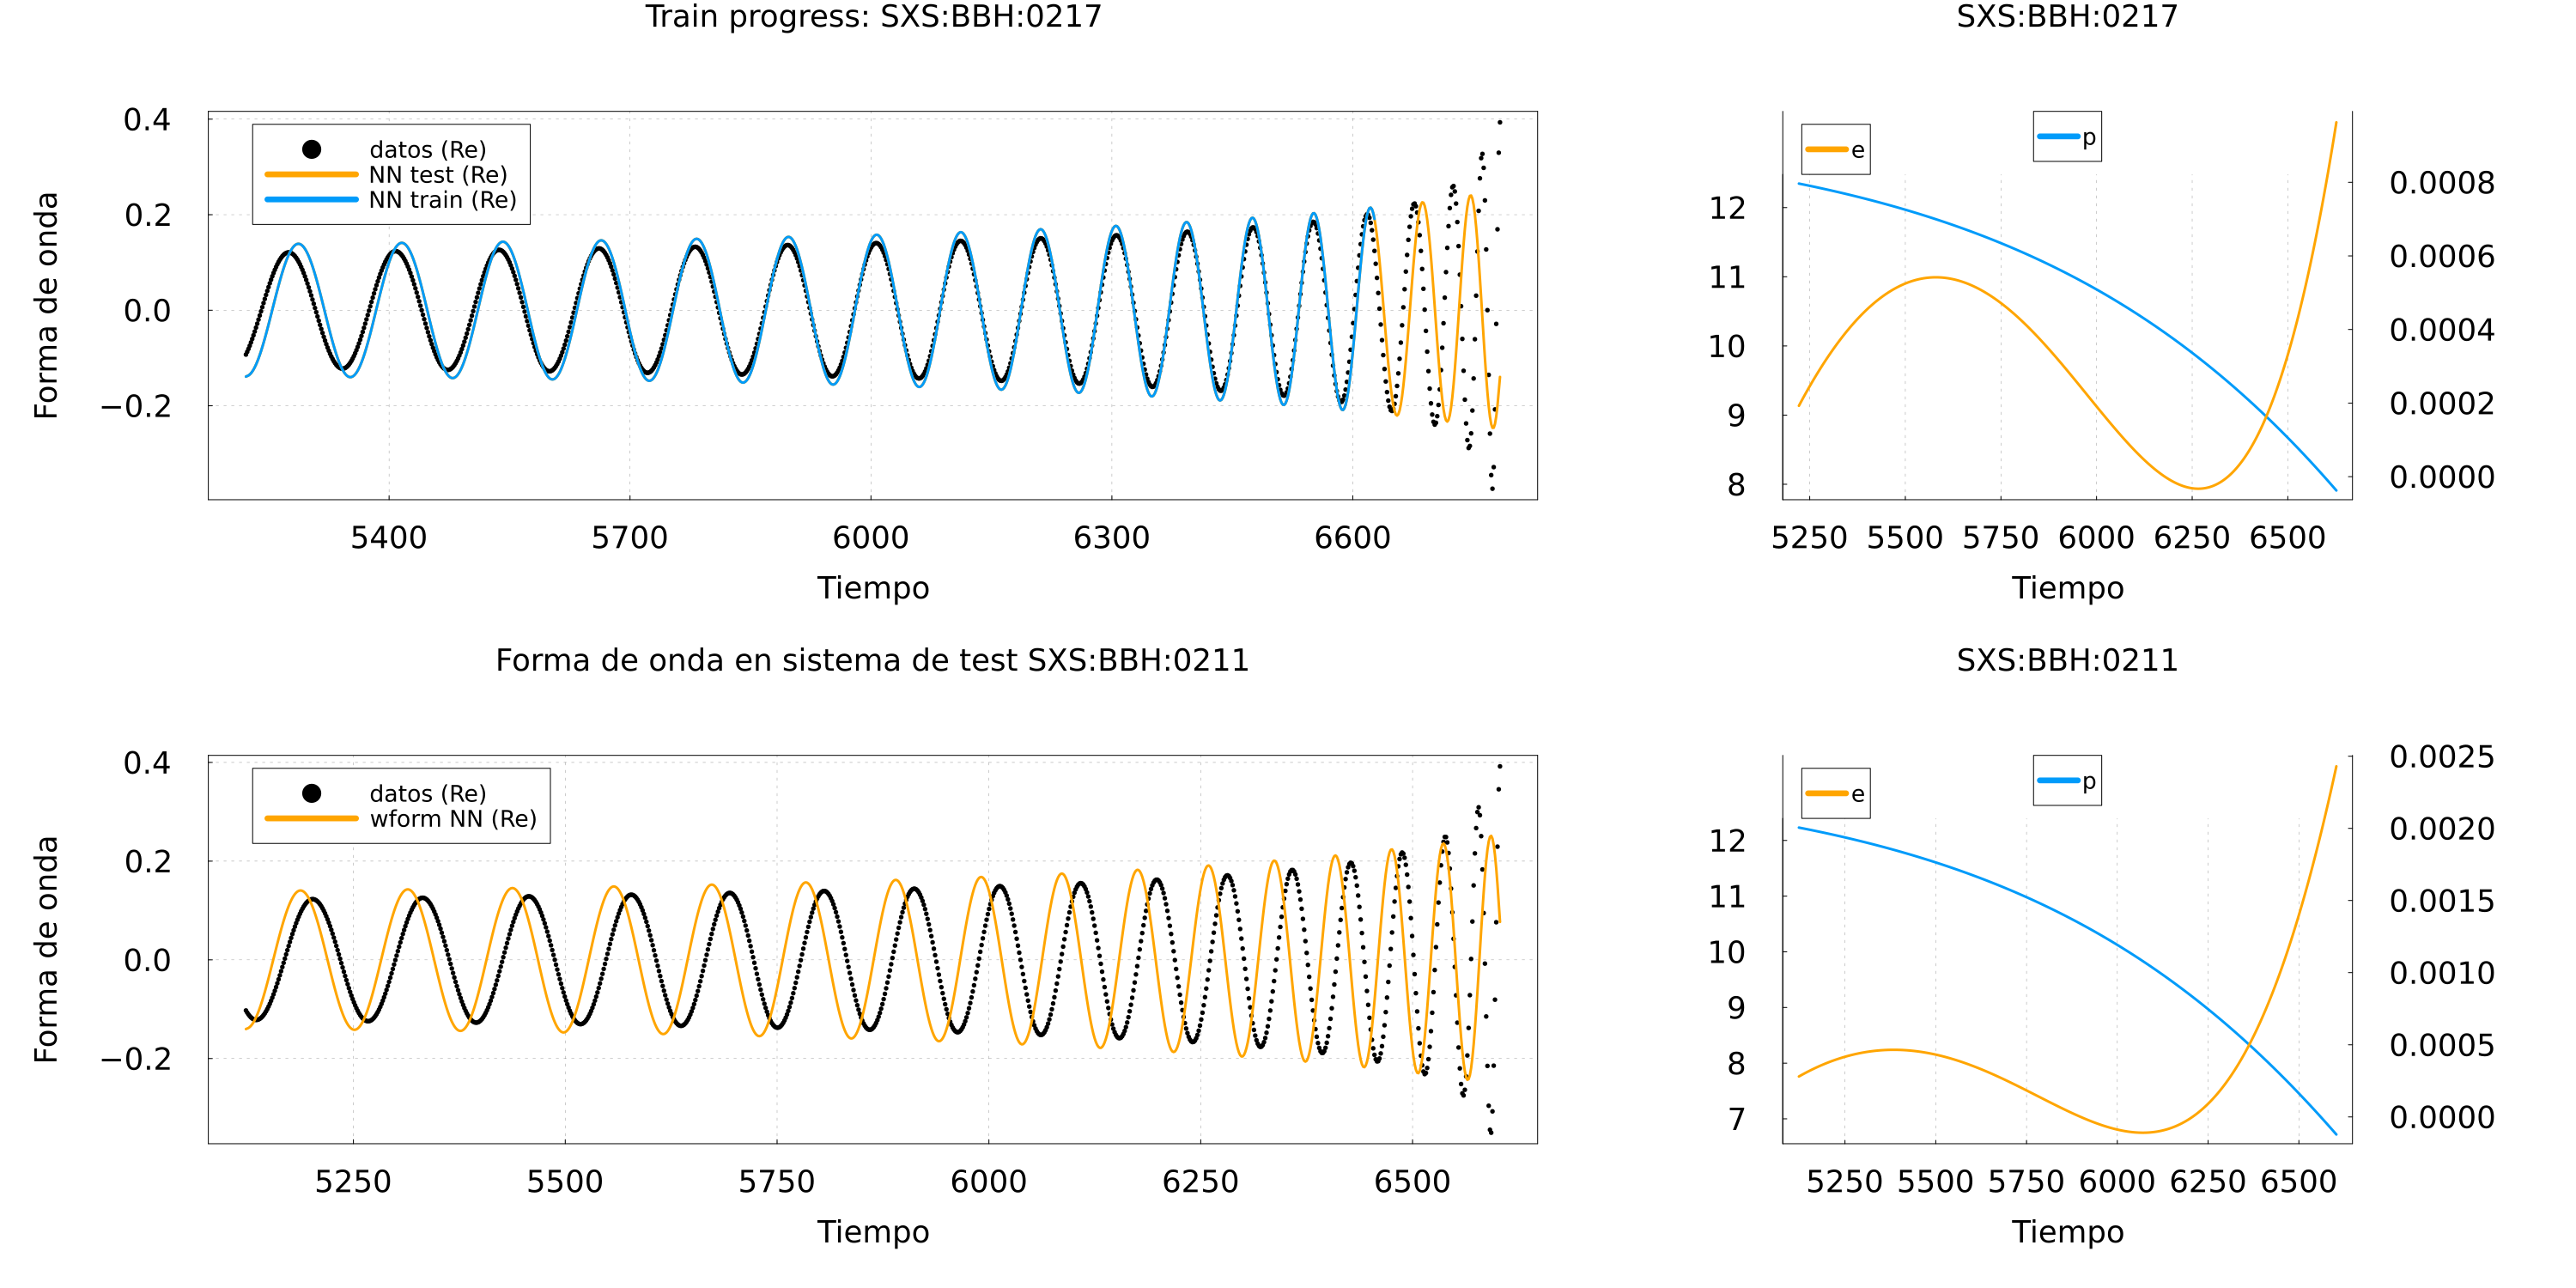 Train progress: SXS:BBH:0217
Forma de onda
0.4
0.2
0.0
−0.2
datos (Re)
NN test (Re)
NN train (Re)
5400 5700 6000 6300 6600
Tiempo
SXS:BBH:0217
e
p
12
11
10
9
8
0.0008
0.0006
0.0004
0.0002
0.0000
5250 5500 5750 6000 6250 6500
Tiempo
Forma de onda en sistema de test SXS:BBH:0211
Forma de onda
0.4
0.2
0.0
−0.2
datos (Re)
wform NN (Re)
5250 5500 5750 6000 6250 6500
Tiempo
SXS:BBH:0211
e
p
12
11
10
9
8
7
0.0025
0.0020
0.0015
0.0010
0.0005
0.0000
5250 5500 5750 6000 6250 6500
Tiempo